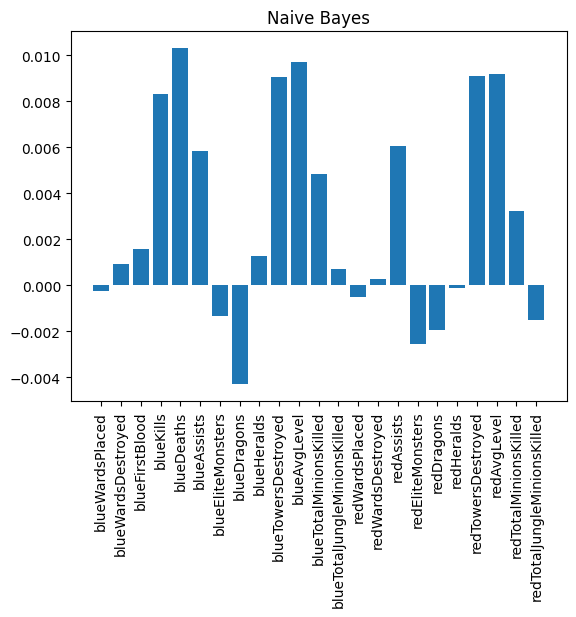 Naive Bayes
0.010
0.008
0.006
0.004
0.002
0.000
−0.002
−0.004
blueWardsPlaced
blueWardsDestroyed
blueFirstBlood
blueKills
blueDeaths
blueAssists
blueEliteMonsters
blueDragons
blueHeralds
blueTowersDestroyed
blueAvgLevel
blueTotalMinionsKilled
blueTotalJungleMinionsKilled
redWardsPlaced
redWardsDestroyed
redAssists
redEliteMonsters
redDragons
redHeralds
redTowersDestroyed
redAvgLevel
redTotalMinionsKilled
redTotalJungleMinionsKilled